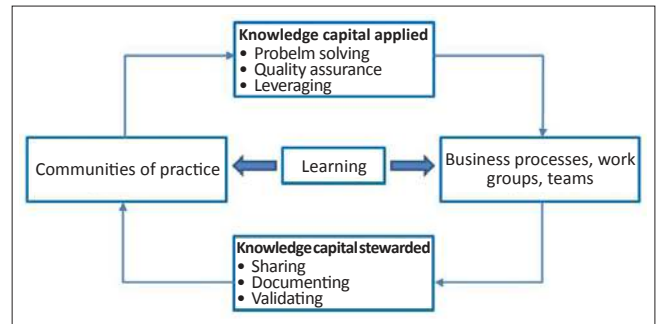 Knowledge capital applied
• Probelm solving
• Quality assurance
• Leveraging
Communities of practice
Learning
Business processes, work
groups, teams
Knowledge capital stewarded
• Sharing
• Documenting
• Validating